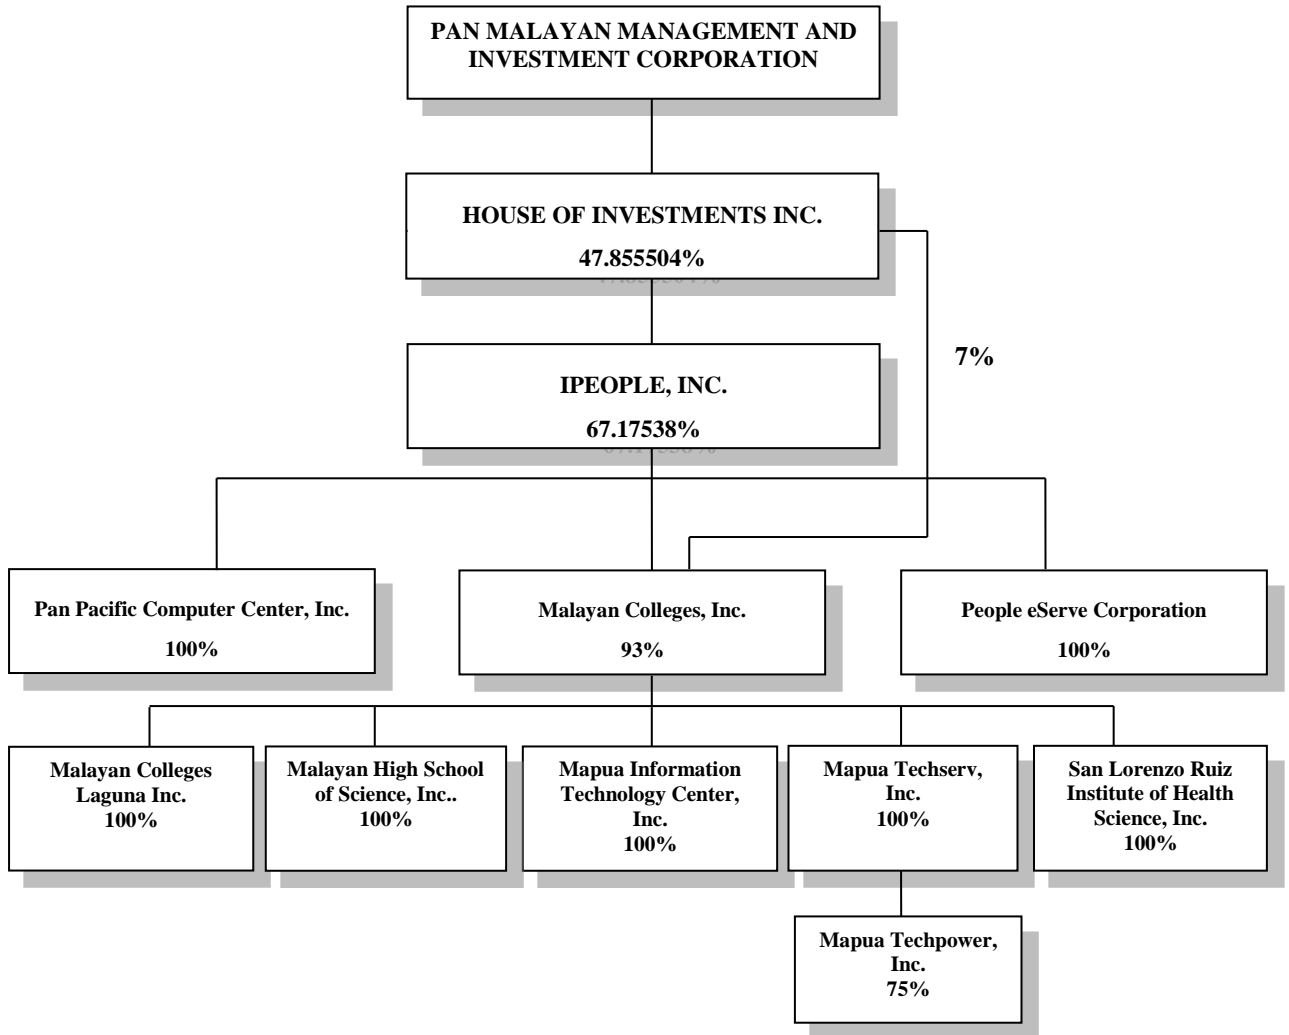 PAN MALAYAN MANAGEMENT AND
INVESTMENT CORPORATION
HOUSE OF INVESTMENTS INC.
47.855504%
IPEOPLE, INC.
67.17538%
7%
Pan Pacific Computer Center, Inc.
100%
Malayan Colleges, Inc.
93%
People eServe Corporation
100%
Malayan Colleges
Laguna Inc.
100%
Malayan High School
of Science, Inc..
100%
Mapua Information
Technology Center,
Inc.
100%
Mapua Techserv,
Inc.
100%
San Lorenzo Ruiz
Institute of Health
Science, Inc.
100%
Mapua Techpower,
Inc.
75%